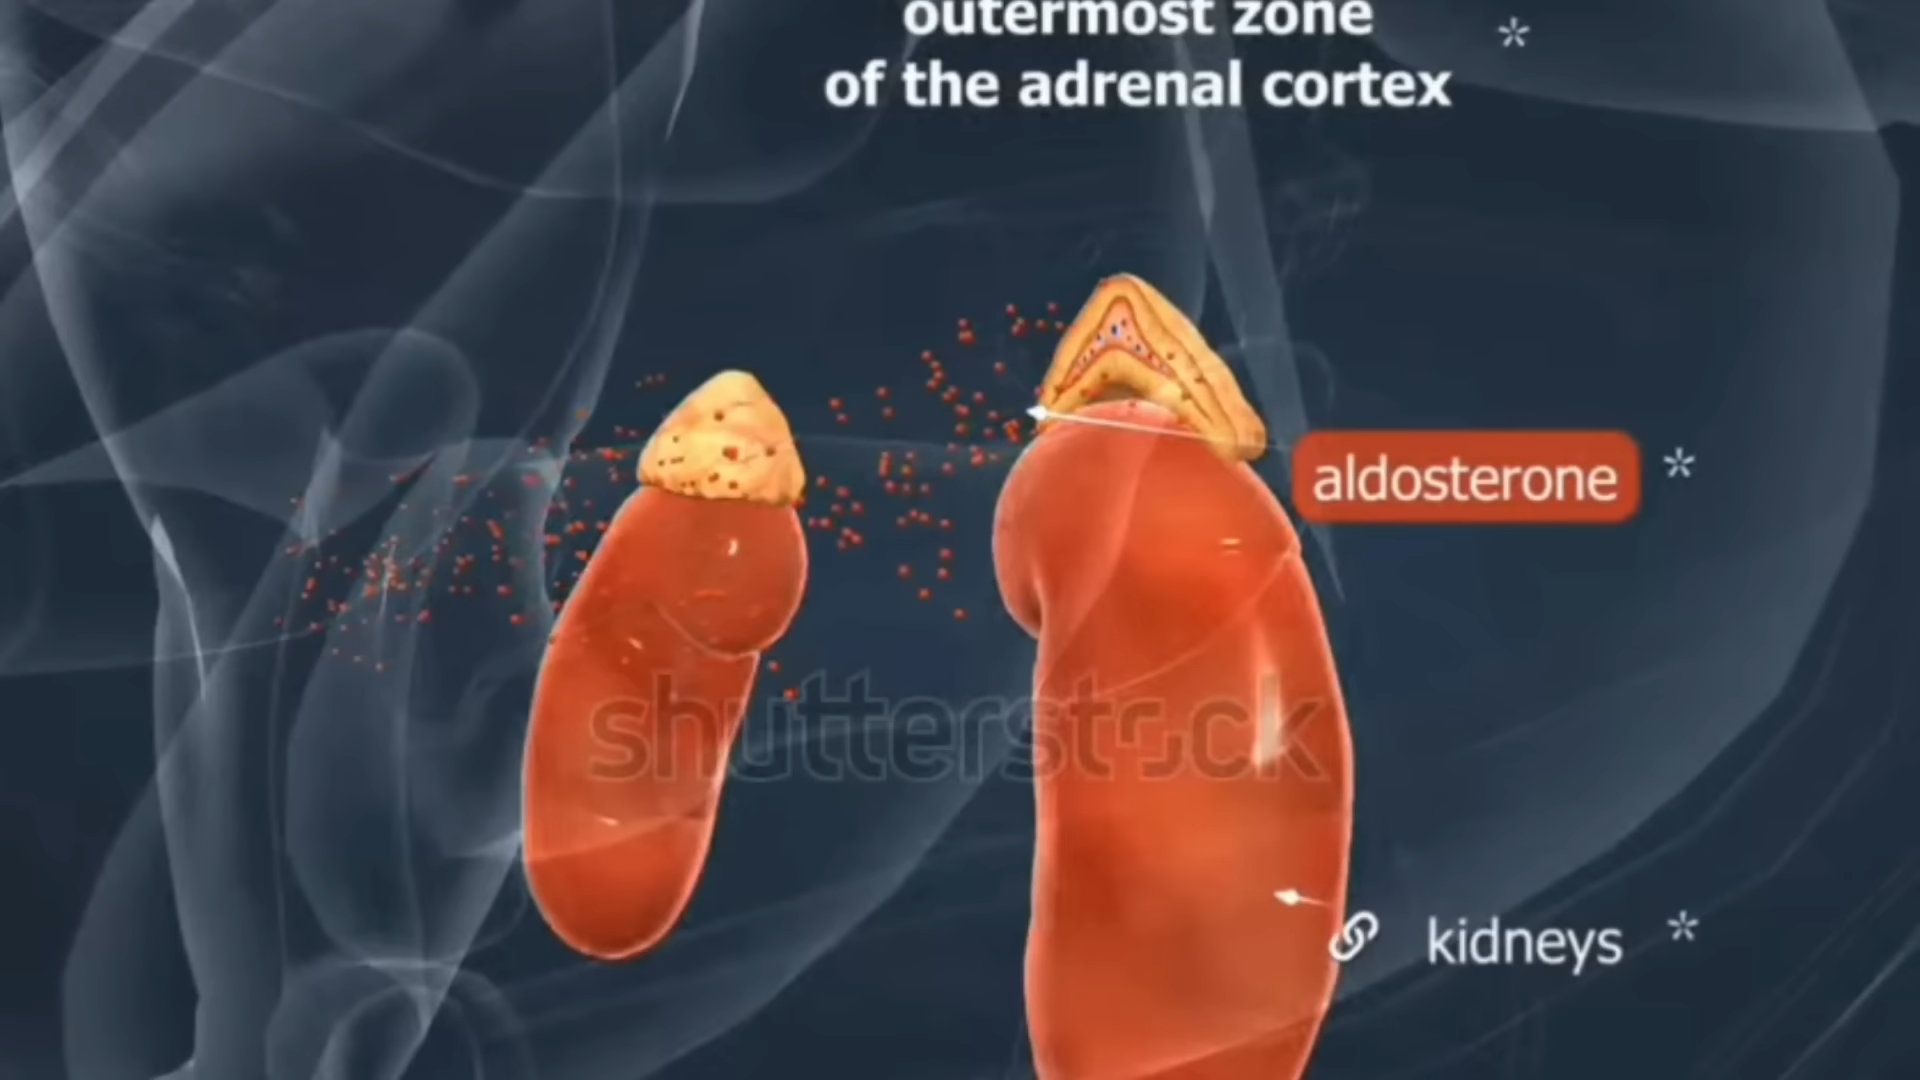 outermost zone *
of the adrenal cortex
aldosterone *
shutterstock
kidneys *